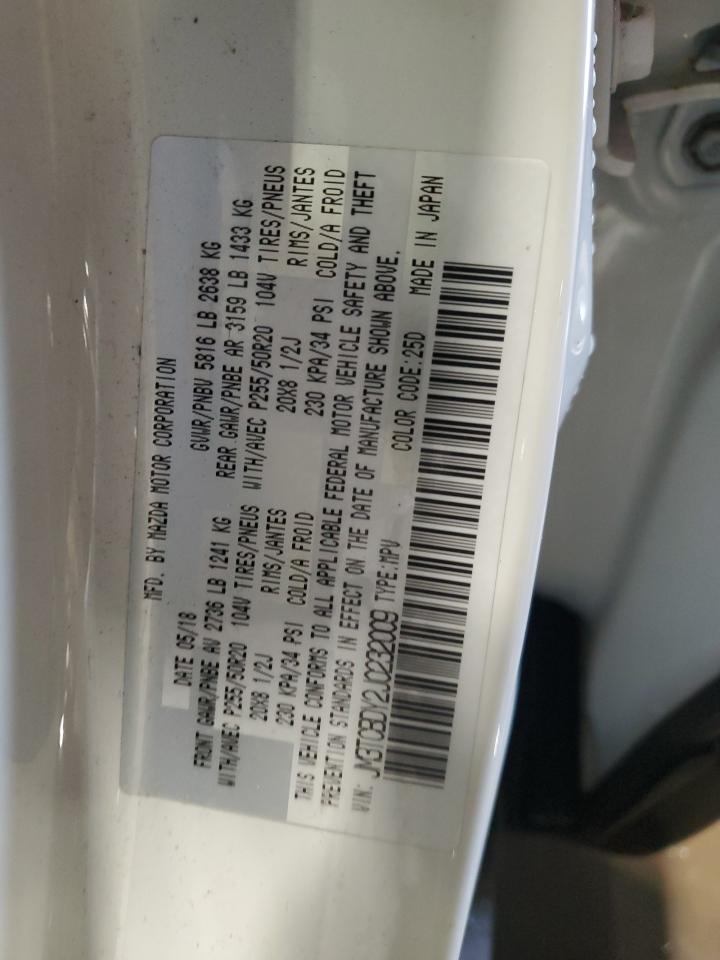 MFD. BY MAZDA MOTOR CORPORATION
DATE 05/18 GVWR/PNBV 5816 LB 2638 KG
FRONT GAWR/PNBE AV 2736 LB 1241 KG REAR GAWR/PNBE AR 3159 LB 1433 KG
WITH/AVEC P255/50R20 104V TIRES/PNEUS WITH/AVEC P255/50R20 104V TIRES/PNEUS
20X8 1/2J RIMS/JANTES 20X8 1/2J RIMS/JANTES
230 KPA/34 PSI COLD/A FROID 230 KPA/34 PSI COLD/A FROID
THIS VEHICLE CONFORMS TO ALL APPLICABLE FEDERAL MOTOR VEHICLE SAFETY AND THEFT
PREVENTION STANDARDS IN EFFECT ON THE DATE OF MANUFACTURE SHOWN ABOVE.
VIN: JM3TCBDY2J0232009 TYPE:MPV COLOR CODE:25D MADE IN JAPAN